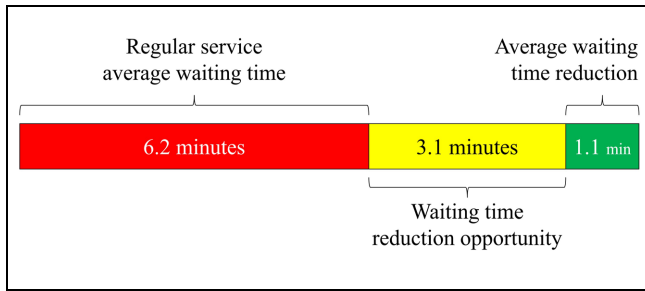 Regular service
average waiting time
Average waiting
time reduction
6.2 minutes
3.1 minutes
1.1 min
Waiting time
reduction opportunity